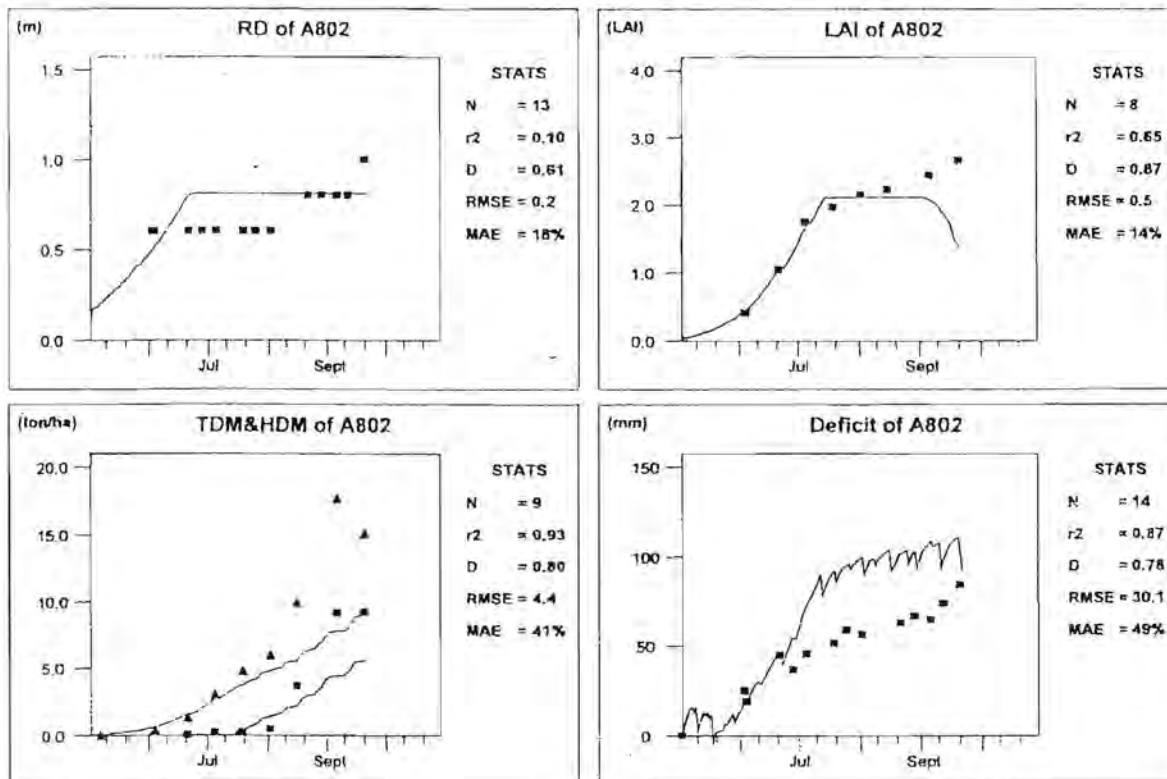 (m) RD of A802
1.5
1.0
0.5
0.0
Jul Sept
STATS
N = 13
r2 = 0.10
D = 0.61
RMSE = 0.2
MAE = 18%
(LAI) LAI of A802
4.0
3.0
2.0
1.0
0.0
Jul Sept
STATS
N = 8
r2 = 0.65
D = 0.87
RMSE = 0.5
MAE = 14%
(ton/ha) TDM&HDM of A802
20.0
15.0
10.0
5.0
0.0
Jul Sept
STATS
N = 9
r2 = 0.93
D = 0.80
RMSE = 4.4
MAE = 41%
(mm) Deficit of A802
150
100
50
0
Jul Sept
STATS
N = 14
r2 = 0.87
D = 0.78
RMSE = 30.1
MAE = 49%